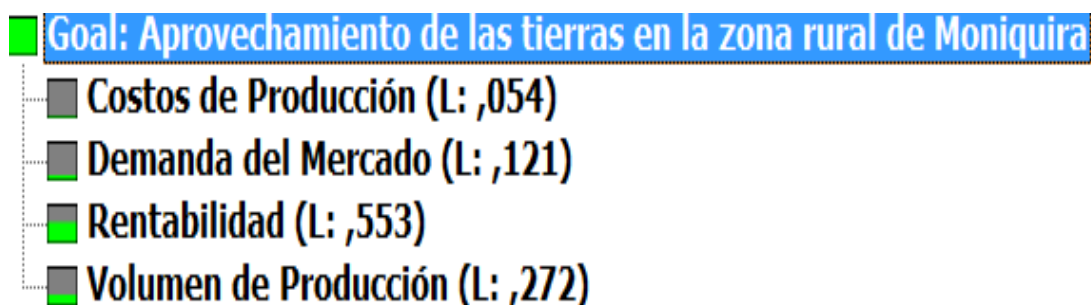 Goal: Aprovechamiento de las tierras en la zona rural de Moniquira
Costos de Producción (L: ,054)
Demanda del Mercado (L: ,121)
Rentabilidad (L: ,553)
Volumen de Producción (L: ,272)